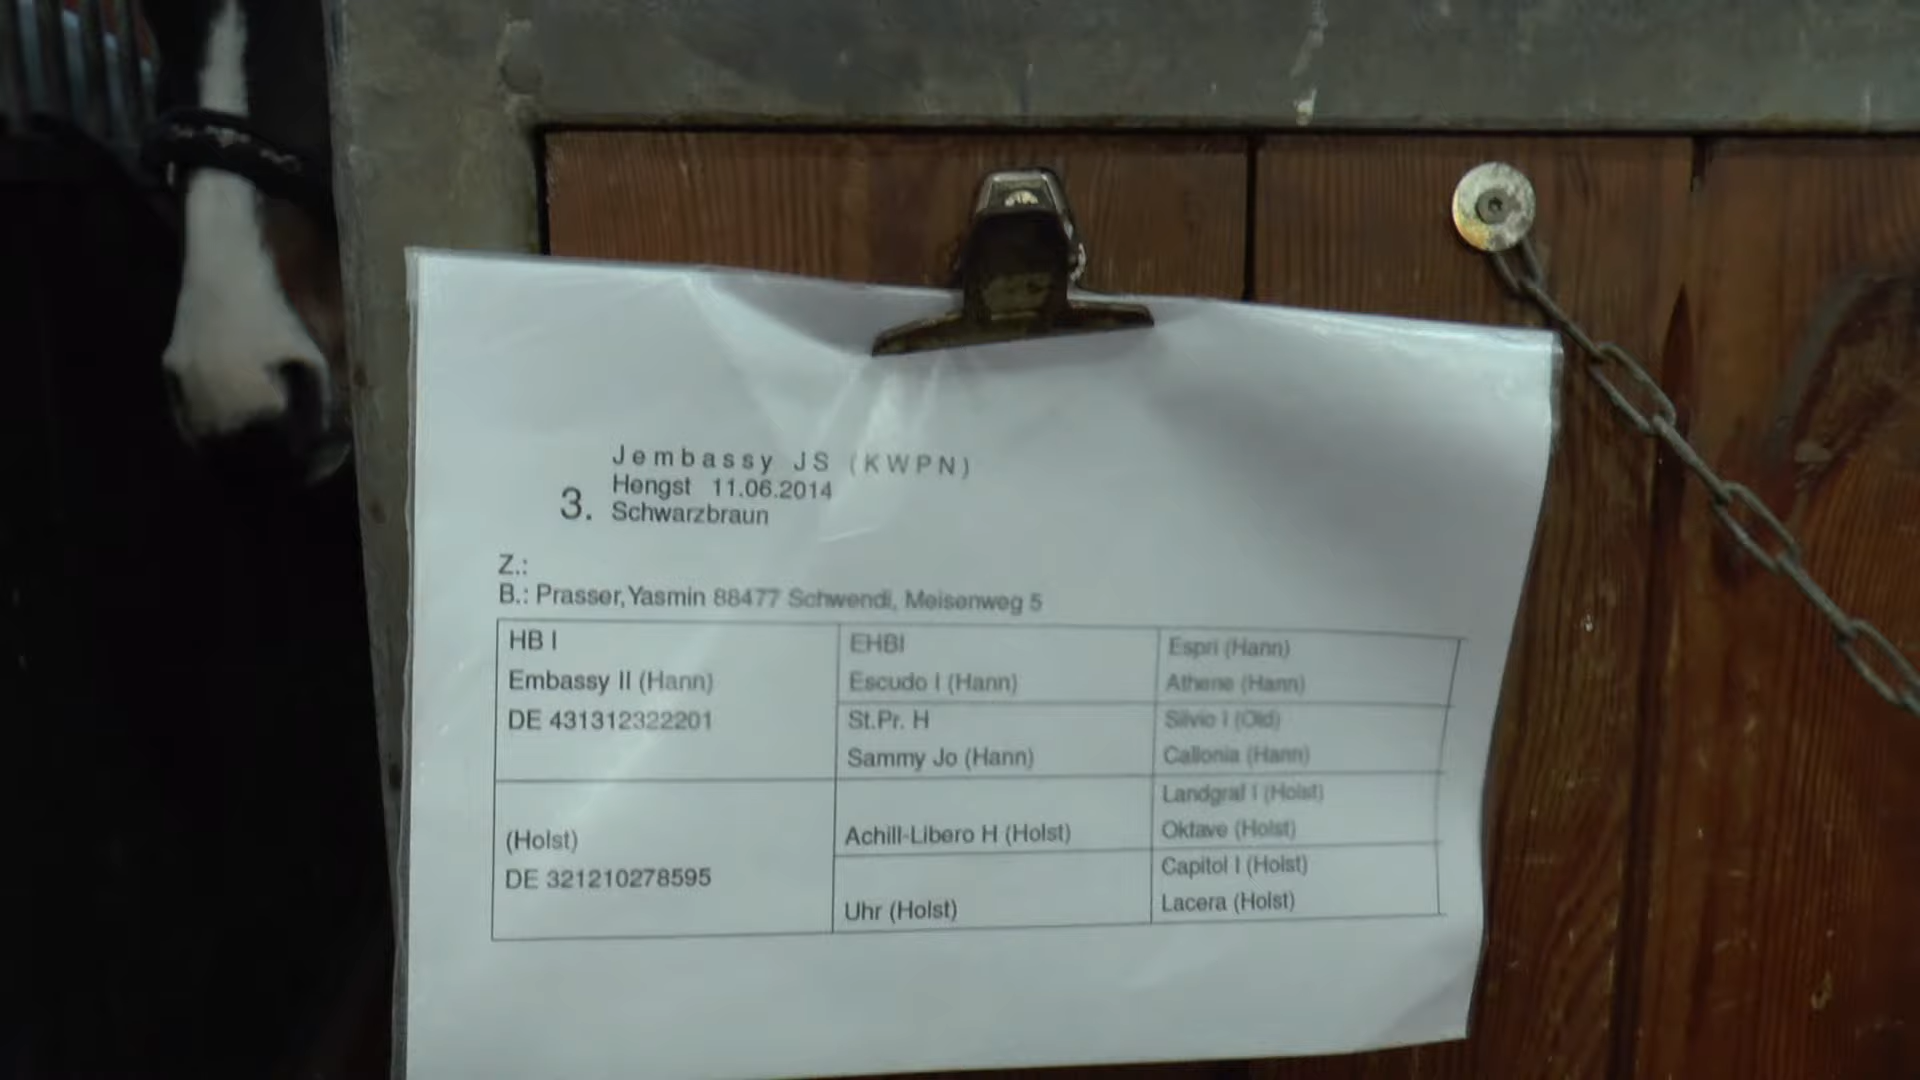 Jembassy JS (KWPN)
Hengst 11.06.2014
3. Schwarzbraun
Z.:
B.: Prasser, Yasmin 88477 Schwendi, Meisenweg 5
HB I
Embassy II (Hann)
DE 431312322201
EHBI
Escudo I (Hann)
Espri (Hann)
Athene (Hann)
St.Pr. H
Sammy Jo (Hann)
Silvio I (Old)
Callonia (Hann)
(Holst)
DE 321210278595
Achill-Libero H (Holst)
Landgraf I (Holst)
Oktave (Holst)
Uhr (Holst)
Capitol I (Holst)
Lacera (Holst)